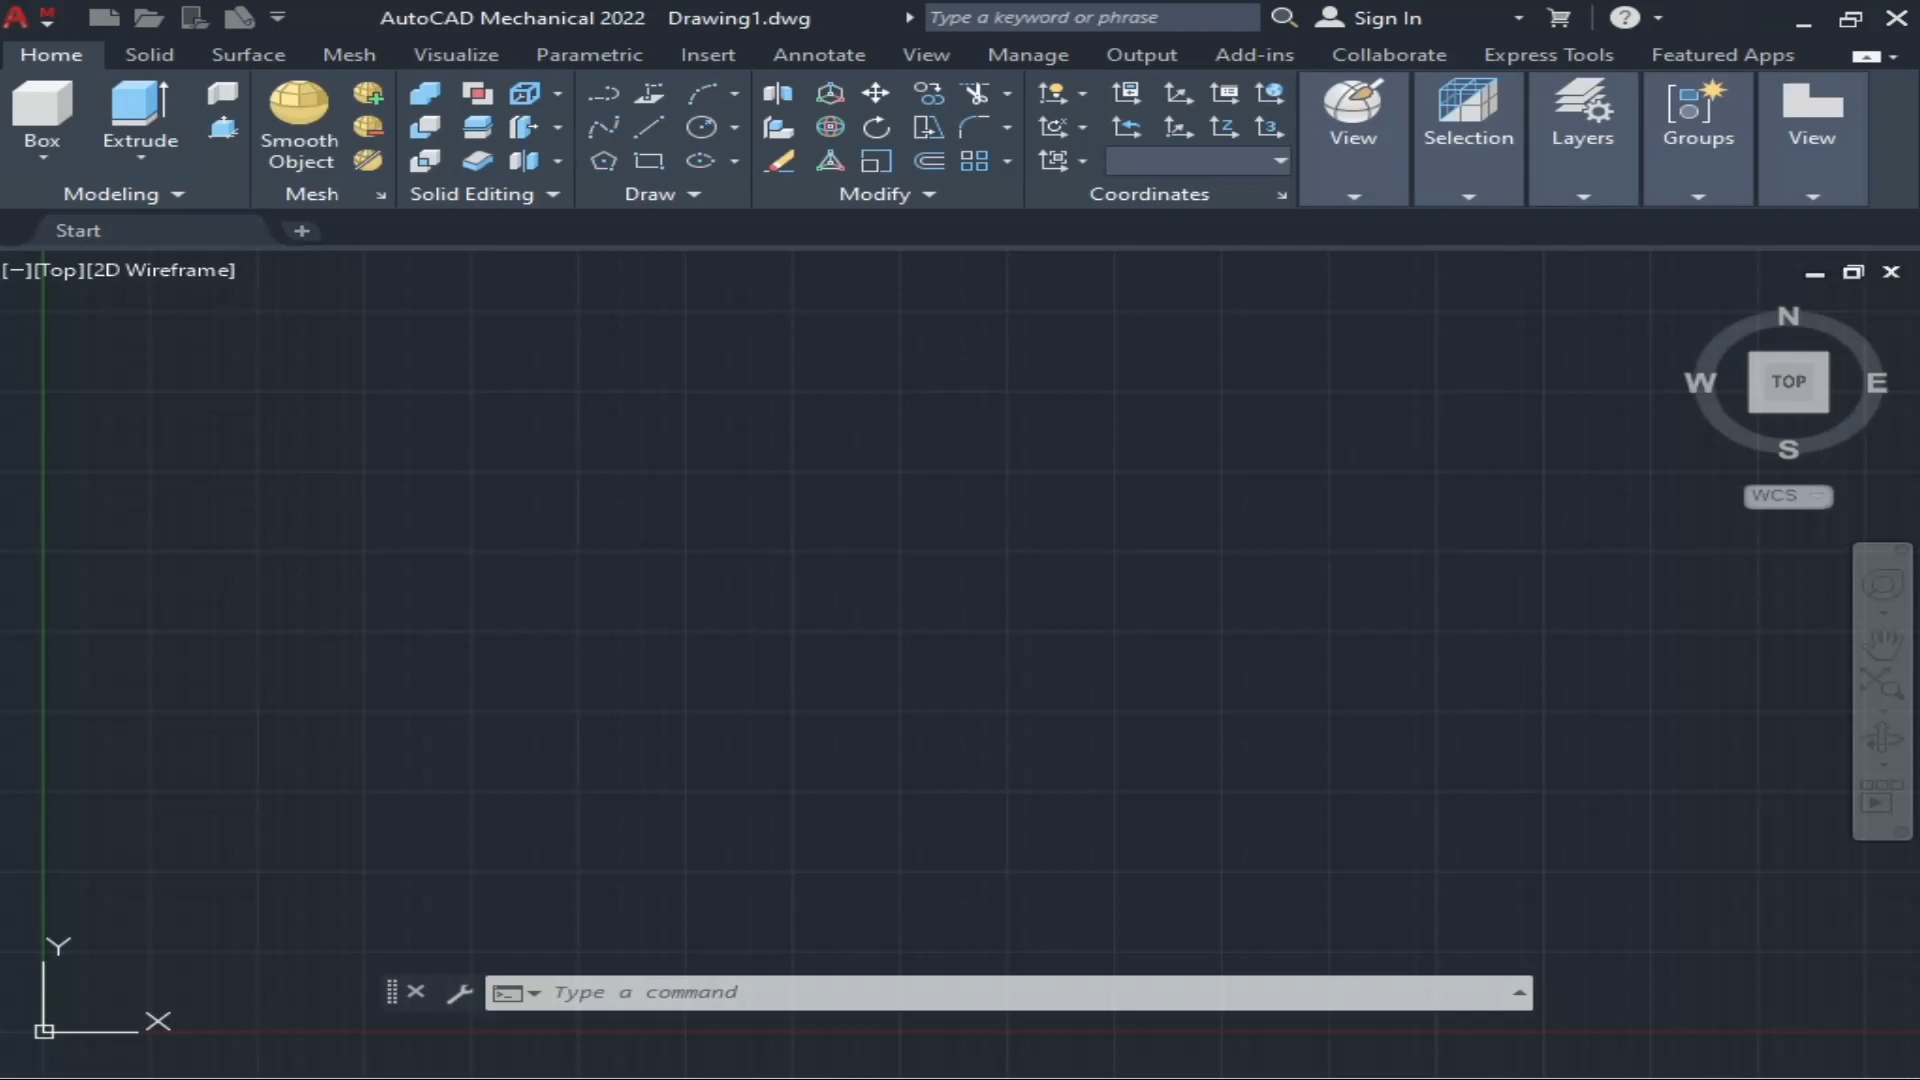 AutoCAD Mechanical 2022 Drawing1.dwg Type a keyword or phrase Sign In
Home Solid Surface Mesh Visualize Parametric Insert Annotate View Manage Output Add-ins Collaborate Express Tools Featured Apps
Box Extrude Smooth Object View Selection Layers Groups View
Modeling Mesh Solid Editing Draw Modify Coordinates
Start
[−][Top][2D Wireframe]
N
W TOP E
S
WCS
Y
X
Type a command